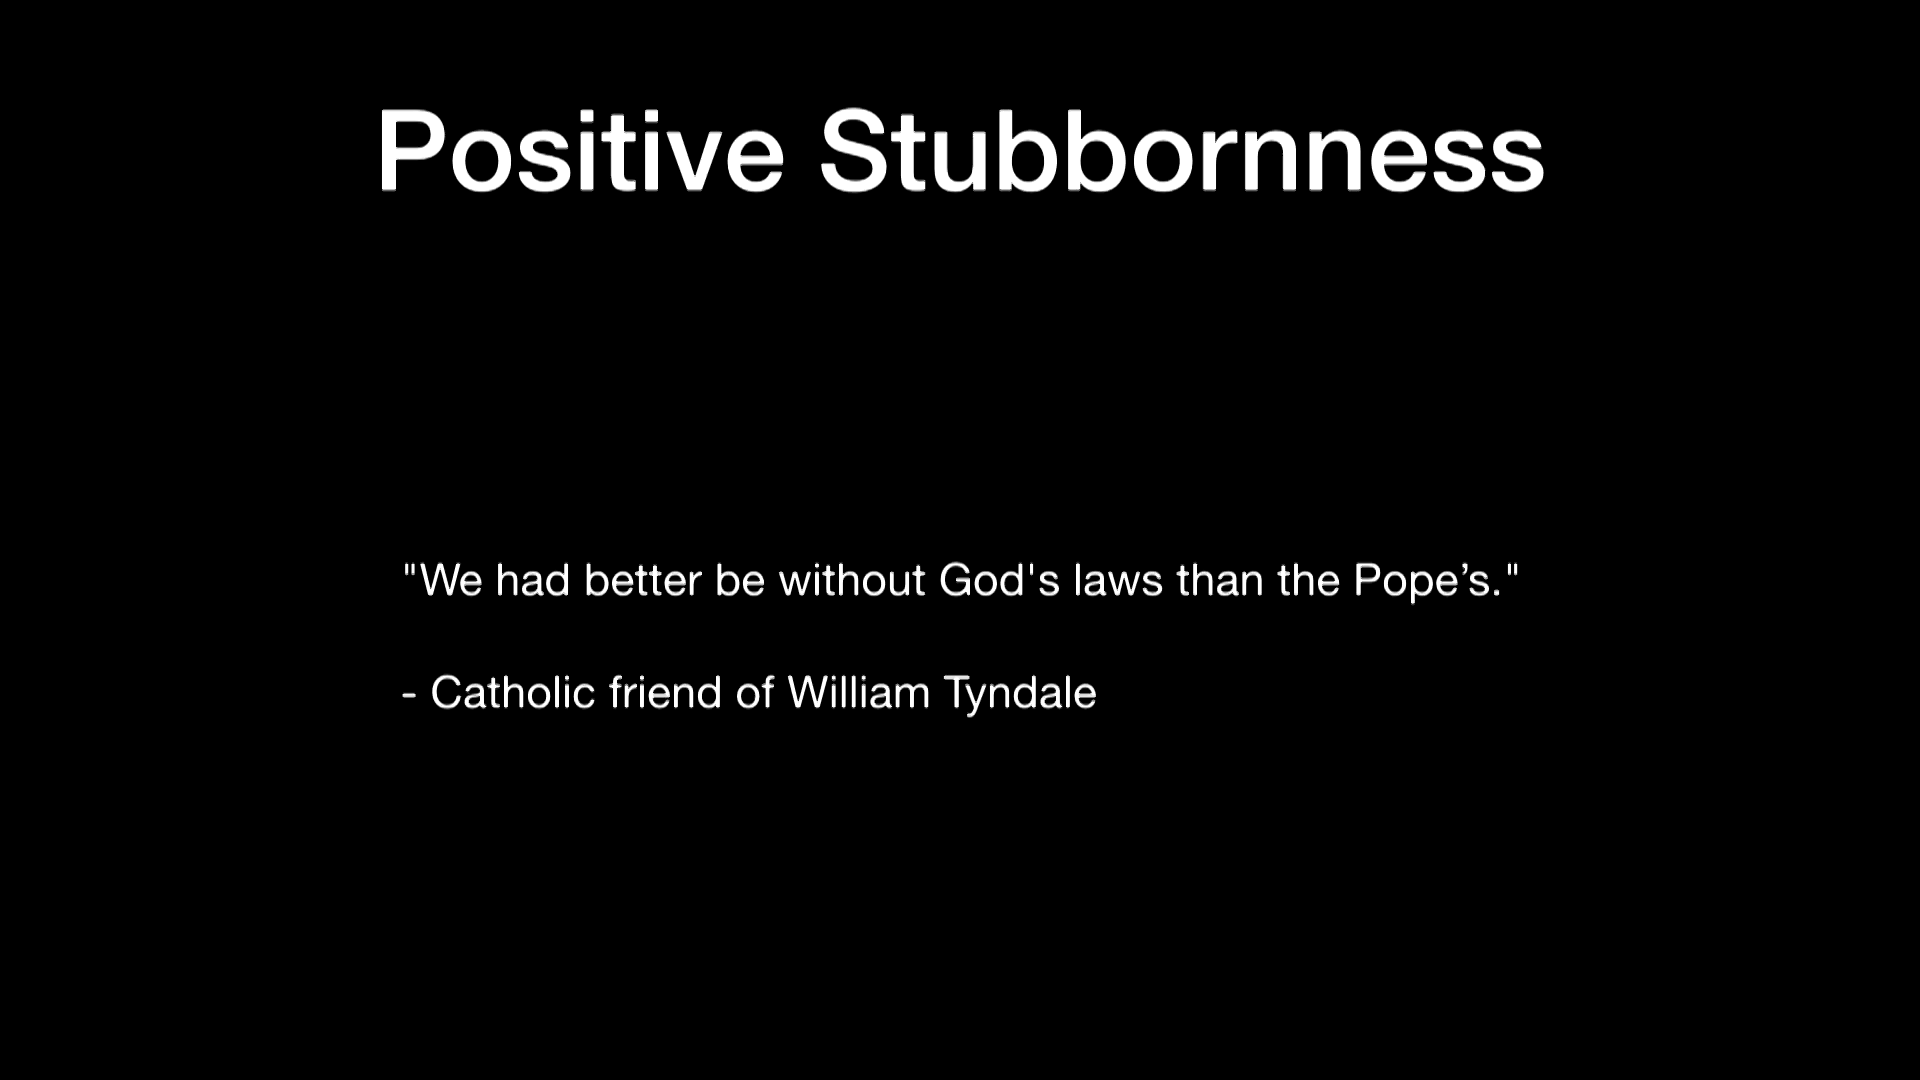 Positive Stubbornness
"We had better be without God's laws than the Pope’s."
- Catholic friend of William Tyndale